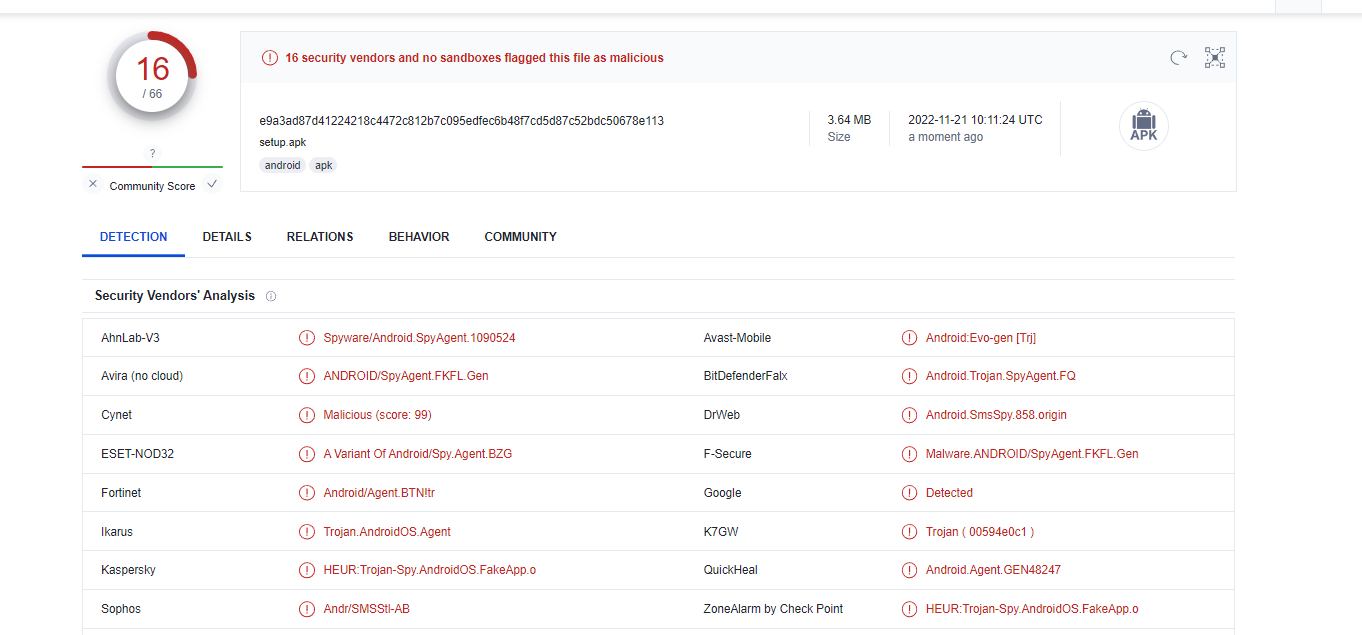 16
/ 66
?
Community Score
16 security vendors and no sandboxes flagged this file as malicious
e9a3ad87d41224218c4472c812b7c095edfec6b48f7cd5d87c52bdc50678e113
setup.apk
android apk
3.64 MB
Size
2022-11-21 10:11:24 UTC
a moment ago
APK
DETECTION DETAILS RELATIONS BEHAVIOR COMMUNITY
Security Vendors' Analysis
AhnLab-V3 Spyware/Android.SpyAgent.1090524 Avast-Mobile Android:Evo-gen [Trj]
Avira (no cloud) ANDROID/SpyAgent.FKFL.Gen BitDefenderFalx Android.Trojan.SpyAgent.FQ
Cynet Malicious (score: 99) DrWeb Android.SmsSpy.858.origin
ESET-NOD32 A Variant Of Android/Spy.Agent.BZG F-Secure Malware.ANDROID/SpyAgent.FKFL.Gen
Fortinet Android/Agent.BTN!tr Google Detected
Ikarus Trojan.AndroidOS.Agent K7GW Trojan ( 00594e0c1 )
Kaspersky HEUR:Trojan-Spy.AndroidOS.FakeApp.o QuickHeal Android.Agent.GEN48247
Sophos Andr/SMSStl-AB ZoneAlarm by Check Point HEUR:Trojan-Spy.AndroidOS.FakeApp.o